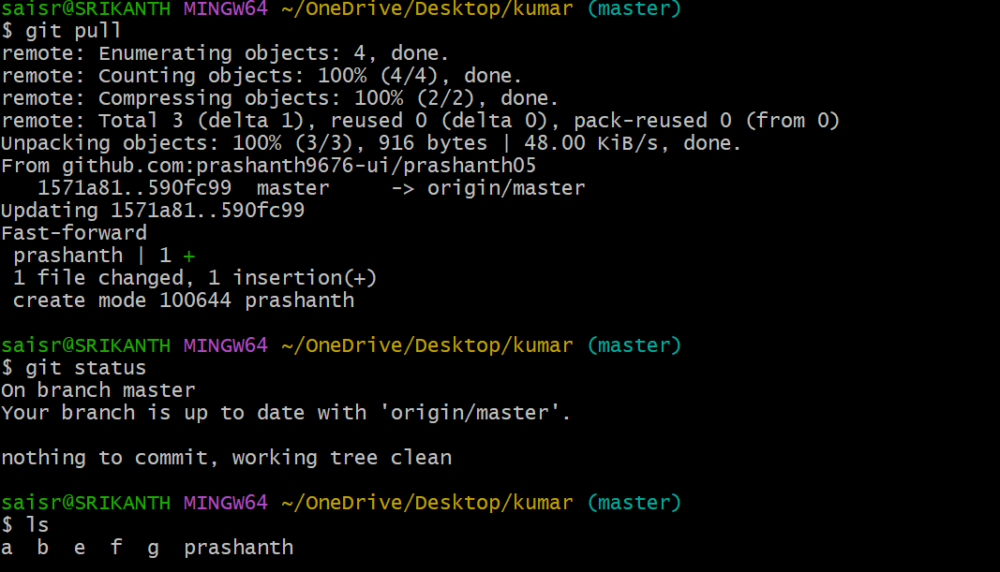 saisr@SRIKANTH MINGW64 ~/OneDrive/Desktop/kumar (master)
$ git pull
remote: Enumerating objects: 4, done.
remote: Counting objects: 100% (4/4), done.
remote: Compressing objects: 100% (2/2), done.
remote: Total 3 (delta 1), reused 0 (delta 0), pack-reused 0 (from 0)
Unpacking objects: 100% (3/3), 916 bytes | 48.00 KiB/s, done.
From github.com:prashanth9676-ui/prashanth05
   1571a81..590fc99  master     -> origin/master
Updating 1571a81..590fc99
Fast-forward
 prashanth | 1 +
 1 file changed, 1 insertion(+)
 create mode 100644 prashanth
saisr@SRIKANTH MINGW64 ~/OneDrive/Desktop/kumar (master)
$ git status
On branch master
Your branch is up to date with 'origin/master'.
nothing to commit, working tree clean
saisr@SRIKANTH MINGW64 ~/OneDrive/Desktop/kumar (master)
$ ls
a  b  e  f  g  prashanth